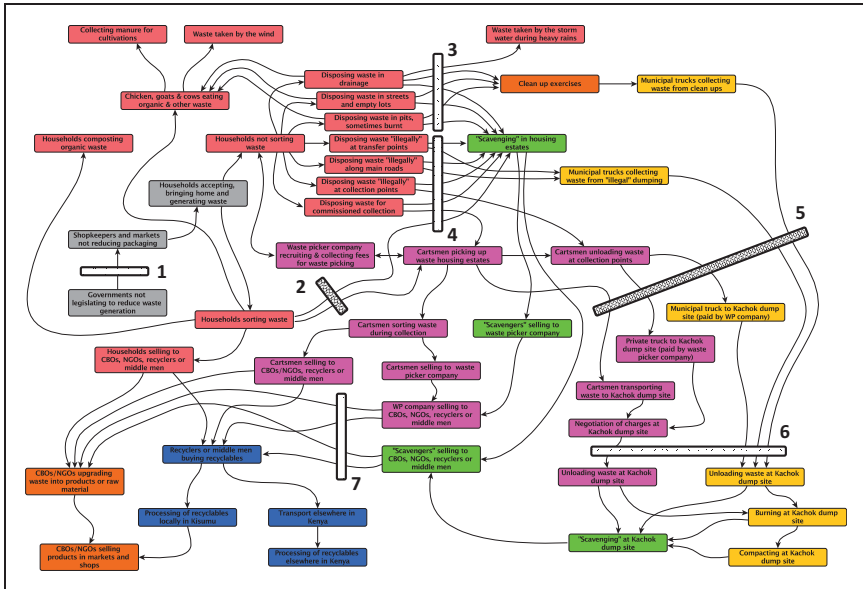 Collecting manure for
cultivations
Waste taken by the wind
3
Waste taken by the storm
water during heavy rains
Disposing waste in
drainage
Clean up exercises
Municipal trucks collecting
waste from clean ups
Chicken, goats & cows eating
organic & other waste
Disposing waste in streets
and empty lots
Disposing waste in pits,
sometimes burnt
Households composting
organic waste
Households not sorting
waste
Disposing waste "illegally"
at transfer points
"Scavenging" in housing
estates
Disposing waste "illegally"
along main roads
Municipal trucks collecting
waste from "illegal" dumping
Households accepting,
bringing home and
generating waste
Disposing waste "illegally"
at collection points
Disposing waste for
commissioned collection
5
Shopkeepers and markets
not reducing packaging
4
Waste picker company
recruiting & collecting fees
for waste picking
Cartsmen picking up
waste housing estates
Cartsmen unloading waste
at collection points
1
2
Governments not
legislating to reduce waste
generation
Households sorting waste
Municipal truck to Kachok dump
site (paid by WP company)
Cartsmen sorting waste
during collection
"Scavengers" selling to
waste picker company
Private truck to Kachok
dump site (paid by waste
picker company)
Households selling to
CBOs, NGOs, recyclers or
middle men
Cartsmen selling to
CBOs/NGOs, recyclers
or middle men
Cartsmen selling to waste
picker company
Cartsmen transporting
waste to Kachok dump site
WP company selling to
CBOs, NGOs, recyclers or
middle men
Negotiation of charges at
Kachok dump site
6
Recyclers or middle men
buying recyclables
"Scavengers" selling to
CBOs, NGOs, recyclers or
middle men
7
CBOs/NGOs upgrading
waste into products or raw
material
Unloading waste at Kachok
dump site
Unloading waste at Kachok
dump site
Processing of recyclables
locally in Kisumu
Transport elsewhere in
Kenya
Burning at Kachok dump
site
CBOs/NGOs selling
products in markets and
shops
Processing of recyclables
elsewhere in Kenya
"Scavenging" at Kachok
dump site
Compacting at Kachok
dump site